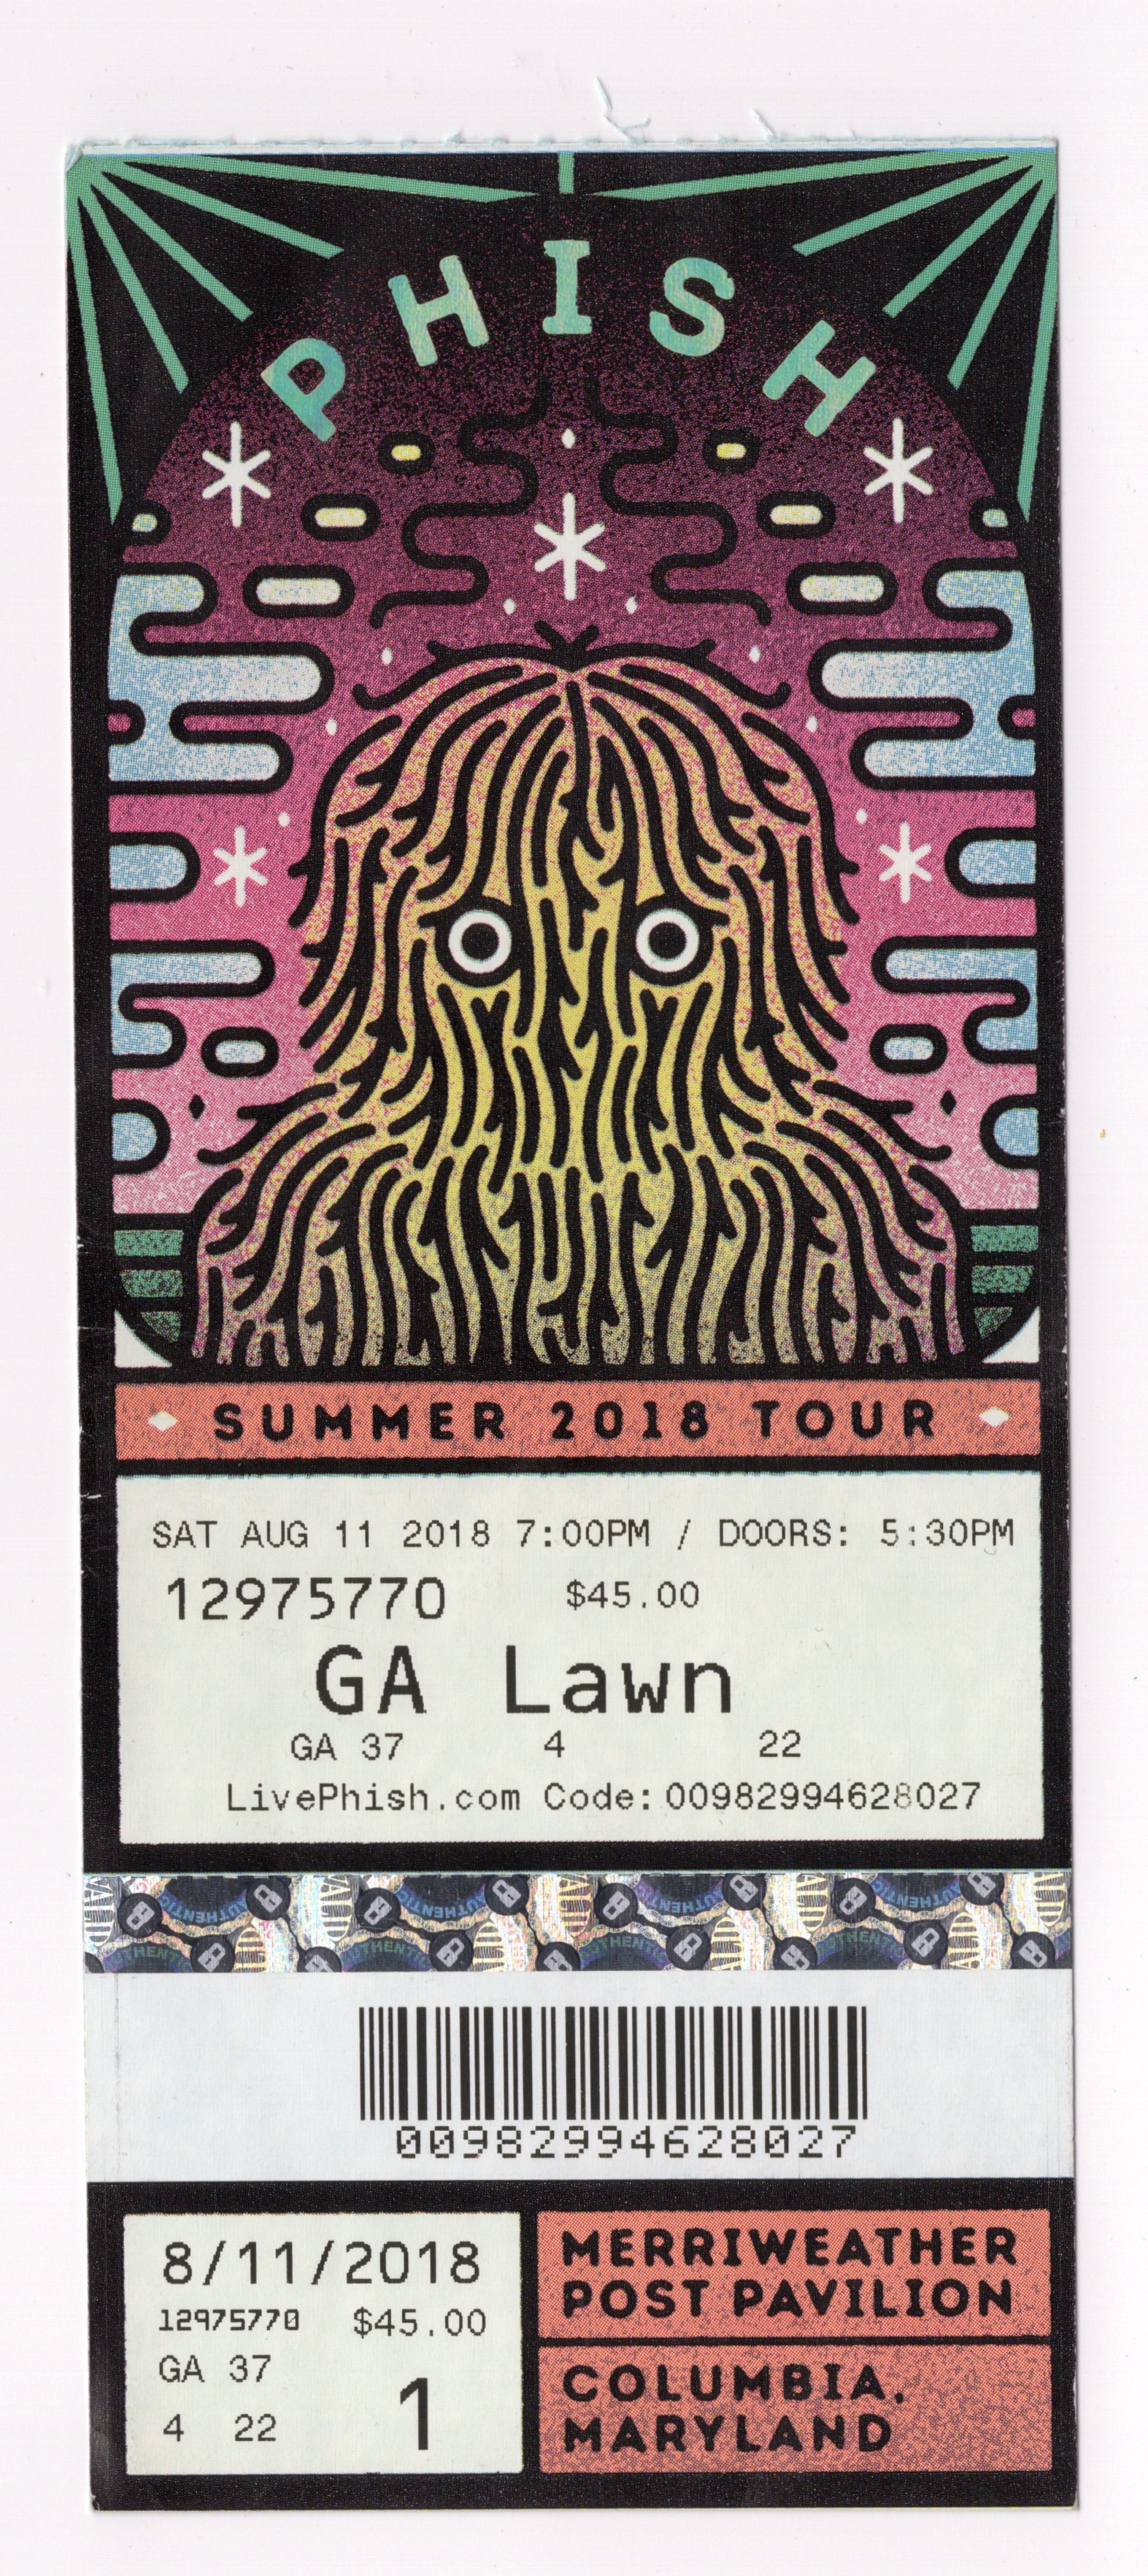 PHISH
SUMMER 2018 TOUR
SAT AUG 11 2018 7:00PM / DOORS: 5:30PM
12975770 $45.00
GA Lawn
GA 37 4 22
LivePhish.com Code: 00982994628027
AUTHENTIC
00982994628027
8/11/2018
12975770 $45.00
GA 37
4 22 1
MERRIWEATHER
POST PAVILION
COLUMBIA,
MARYLAND